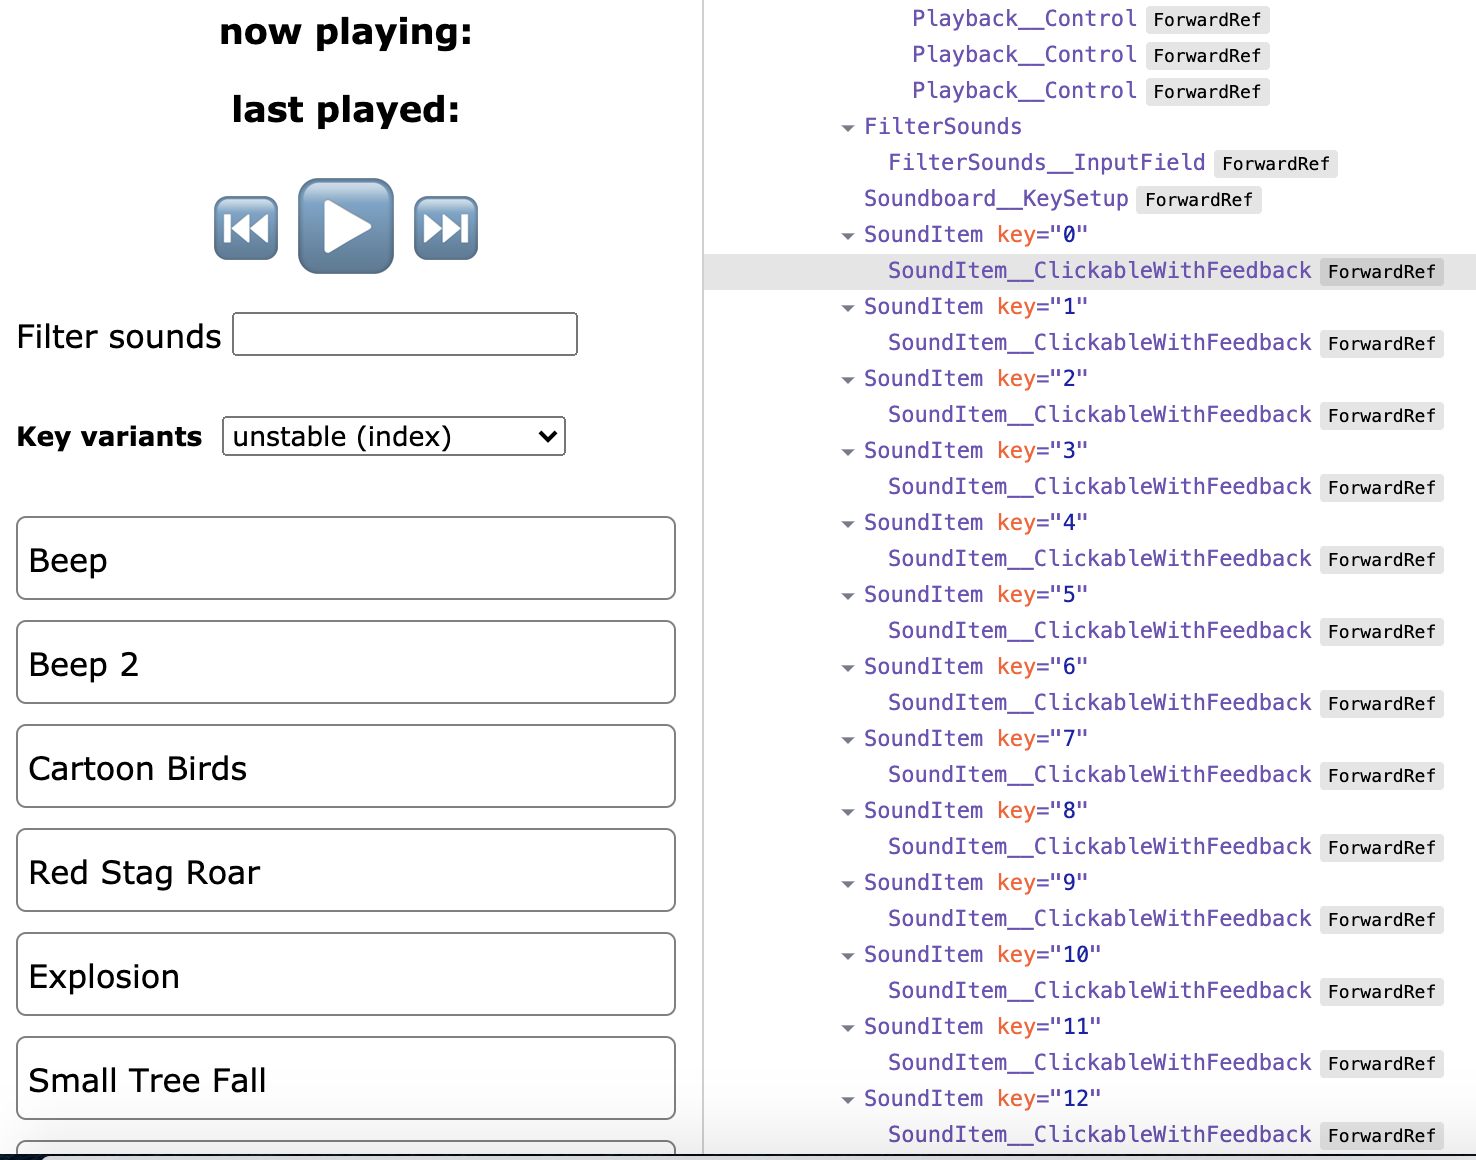 now playing:
last played:
Filter sounds
Key variants unstable (index)
Beep
Beep 2
Cartoon Birds
Red Stag Roar
Explosion
Small Tree Fall
Playback__Control ForwardRef
Playback__Control ForwardRef
Playback__Control ForwardRef
FilterSounds
FilterSounds__InputField ForwardRef
Soundboard__KeySetup ForwardRef
SoundItem key="0"
SoundItem__ClickableWithFeedback ForwardRef
SoundItem key="1"
SoundItem__ClickableWithFeedback ForwardRef
SoundItem key="2"
SoundItem__ClickableWithFeedback ForwardRef
SoundItem key="3"
SoundItem__ClickableWithFeedback ForwardRef
SoundItem key="4"
SoundItem__ClickableWithFeedback ForwardRef
SoundItem key="5"
SoundItem__ClickableWithFeedback ForwardRef
SoundItem key="6"
SoundItem__ClickableWithFeedback ForwardRef
SoundItem key="7"
SoundItem__ClickableWithFeedback ForwardRef
SoundItem key="8"
SoundItem__ClickableWithFeedback ForwardRef
SoundItem key="9"
SoundItem__ClickableWithFeedback ForwardRef
SoundItem key="10"
SoundItem__ClickableWithFeedback ForwardRef
SoundItem key="11"
SoundItem__ClickableWithFeedback ForwardRef
SoundItem key="12"
SoundItem__ClickableWithFeedback ForwardRef